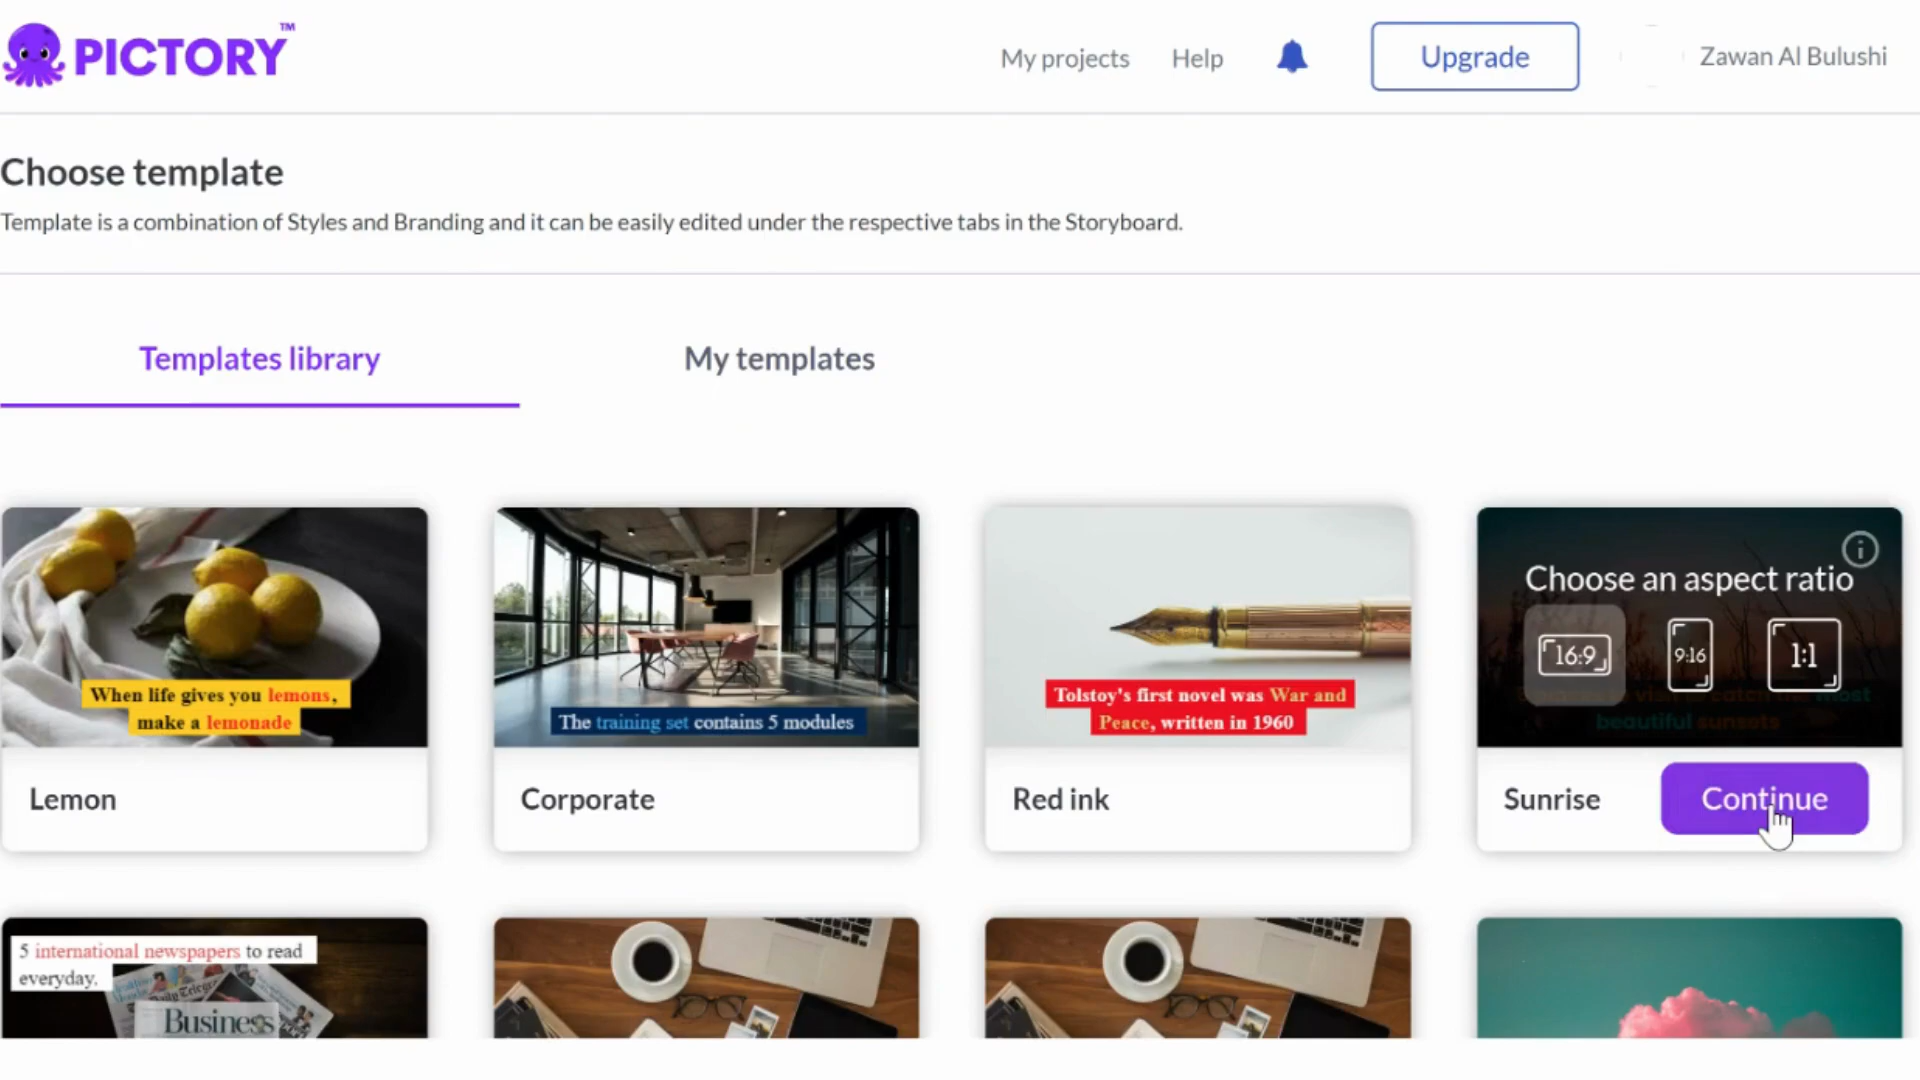 PICTORY™
My projects
Help
Upgrade
Zawan Al Bulushi
Choose template
Template is a combination of Styles and Branding and it can be easily edited under the respective tabs in the Storyboard.
Templates library
My templates
When life gives you lemons,
make a lemonade
The training set contains 5 modules
Tolstoy's first novel was War and
Peace, written in 1960
Choose an aspect ratio
16:9
9:16
1:1
most
beautiful sunsets
Lemon
Corporate
Red ink
Sunrise
Continue
5 international newspapers to read
everyday.
Business